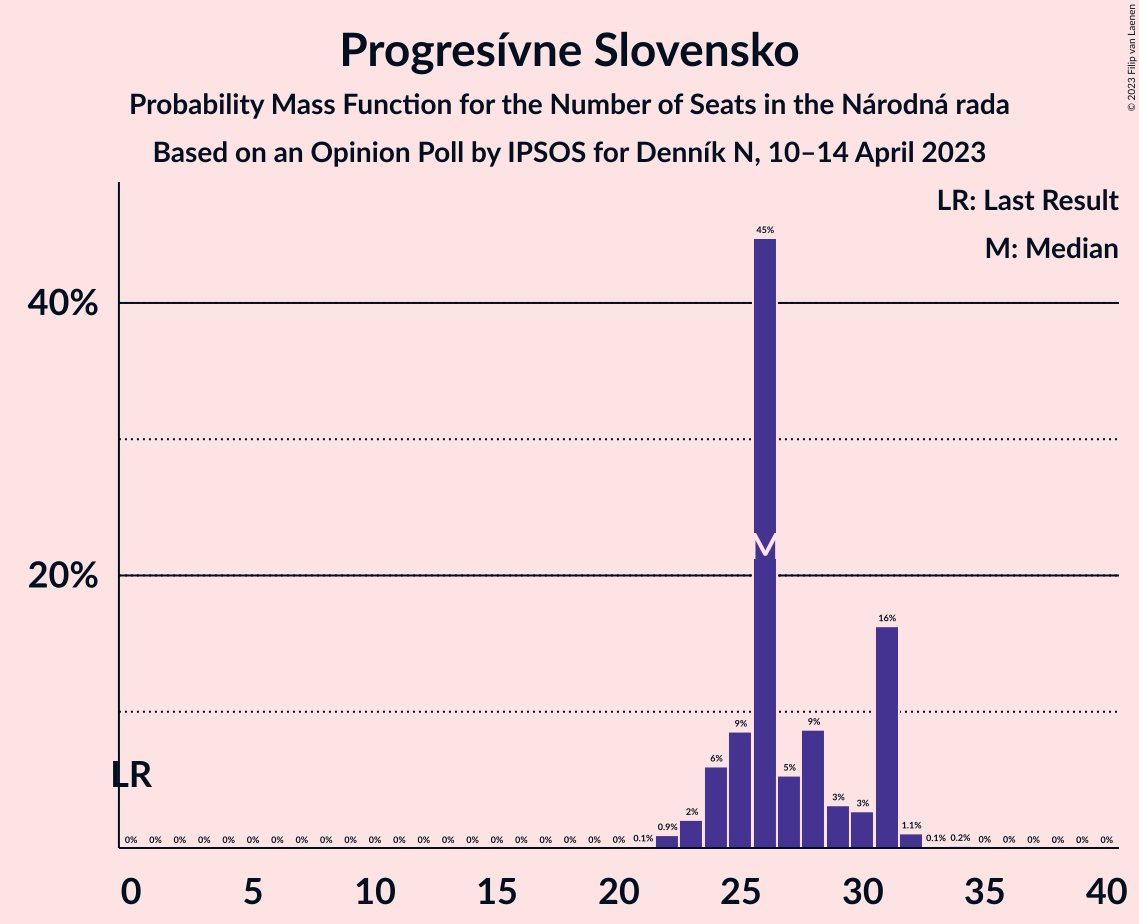 Progresívne Slovensko
Probability Mass Function for the Number of Seats in the Národná rada
Based on an Opinion Poll by IPSOS for Denník N, 10–14 April 2023
© 2023 Filip van Laenen
LR: Last Result
M: Median
45%
40%
M
20%
16%
9% 9%
6% 5%
LR
3% 3%
2%
0.9% 1.1%
0% 0% 0% 0% 0% 0% 0% 0% 0% 0% 0% 0% 0% 0% 0% 0% 0% 0% 0% 0% 0% 0.1% 0.1% 0.2% 0% 0% 0% 0% 0% 0%
0 5 10 15 20 25 30 35 40